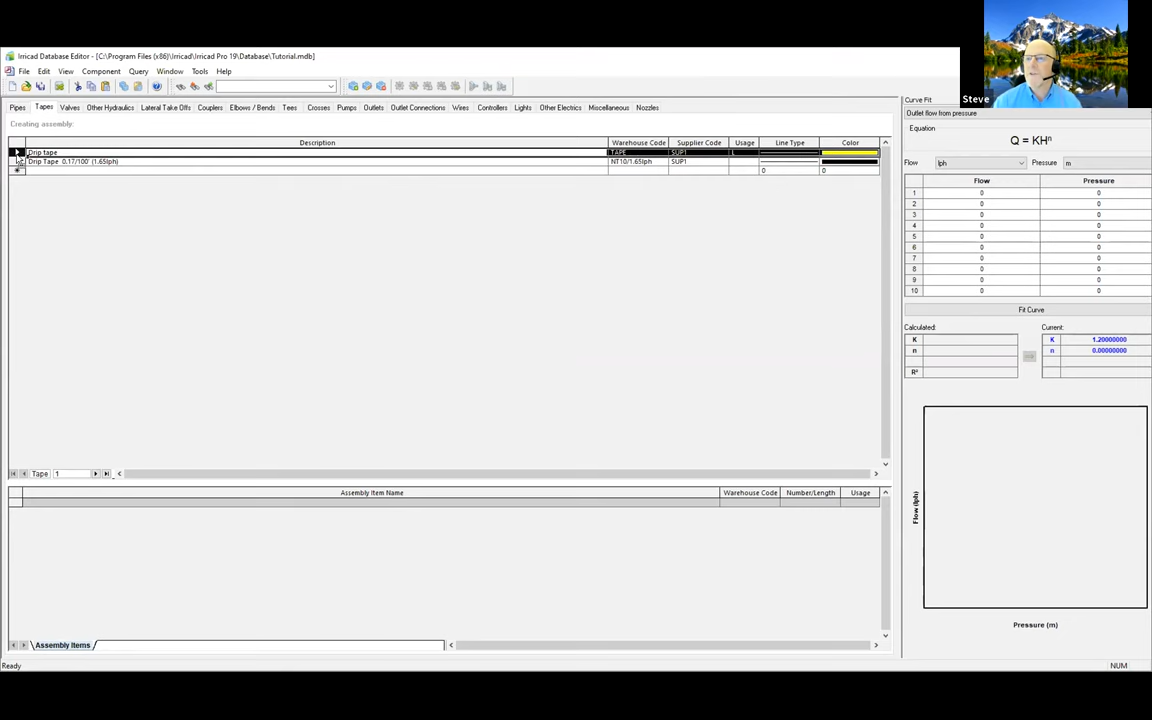 Steve
Irricad Database Editor - [C:\Program Files (x86)\Irricad\Irricad Pro 19\Database\Tutorial.mdb]
File Edit View Component Query Window Tools Help
Pipes Tapes Valves Other Hydraulics Lateral Take Offs Couplers Elbows / Bends Tees Crosses Pumps Outlets Outlet Connections Wires Controllers Lights Other Electrics Miscellaneous Nozzles
Creating assembly:
Description Warehouse Code Supplier Code Usage Line Type Color
Drip tape TAPE SUP1
Drip Tape 0.17/100' (1.65lph) NT10/1.65lph SUP1
0 0
Tape 1
Assembly Item Name Warehouse Code Number/Length Usage
Assembly Items
Ready NUM
Curve Fit
Outlet flow from pressure
Equation
Q = KHⁿ
Flow lph Pressure m
Flow Pressure
1 0 0
2 0 0
3 0 0
4 0 0
5 0 0
6 0 0
7 0 0
8 0 0
9 0 0
10 0 0
Fit Curve
Calculated: Current:
K K 1.20000000
n n 0.00000000
R²
Flow (lph)
Pressure (m)